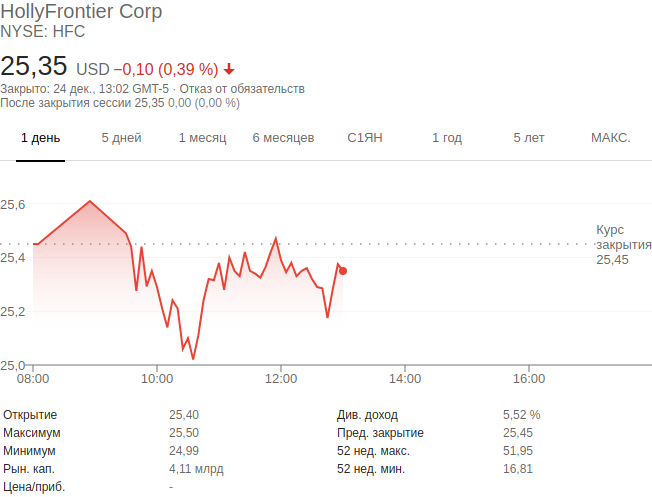 HollyFrontier Corp
NYSE: HFC
25,35 USD −0,10 (0,39 %)
Закрыто: 24 дек., 13:02 GMT-5 · Отказ от обязательств
После закрытия сессии 25,35 0,00 (0,00 %)
1 день 5 дней 1 месяц 6 месяцев С1ЯН 1 год 5 лет МАКС.
25,6
Курс
закрытия
25,45
25,4
25,2
25,0
08:00 10:00 12:00 14:00 16:00
Открытие 25,40 Див. доход 5,52 %
Максимум 25,50 Пред. закрытие 25,45
Минимум 24,99 52 нед. макс. 51,95
Рын. кап. 4,11 млрд 52 нед. мин. 16,81
Цена/приб. -